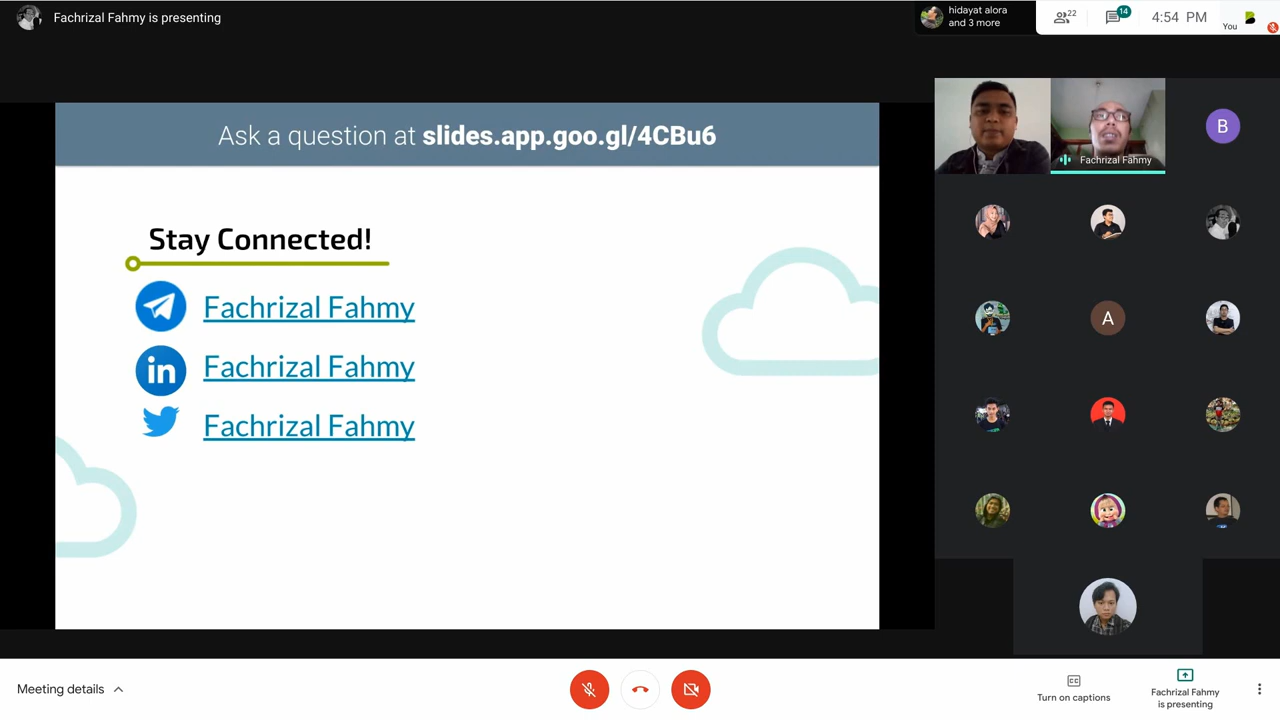 Fachrizal Fahmy is presenting
hidayat alora
and 3 more
22
14
4:54 PM
You
Ask a question at slides.app.goo.gl/4CBu6
Stay Connected!
Fachrizal Fahmy
in Fachrizal Fahmy
Fachrizal Fahmy
Fachrizal Fahmy
B
A
Meeting details
CC
Turn on captions
Fachrizal Fahmy
is presenting